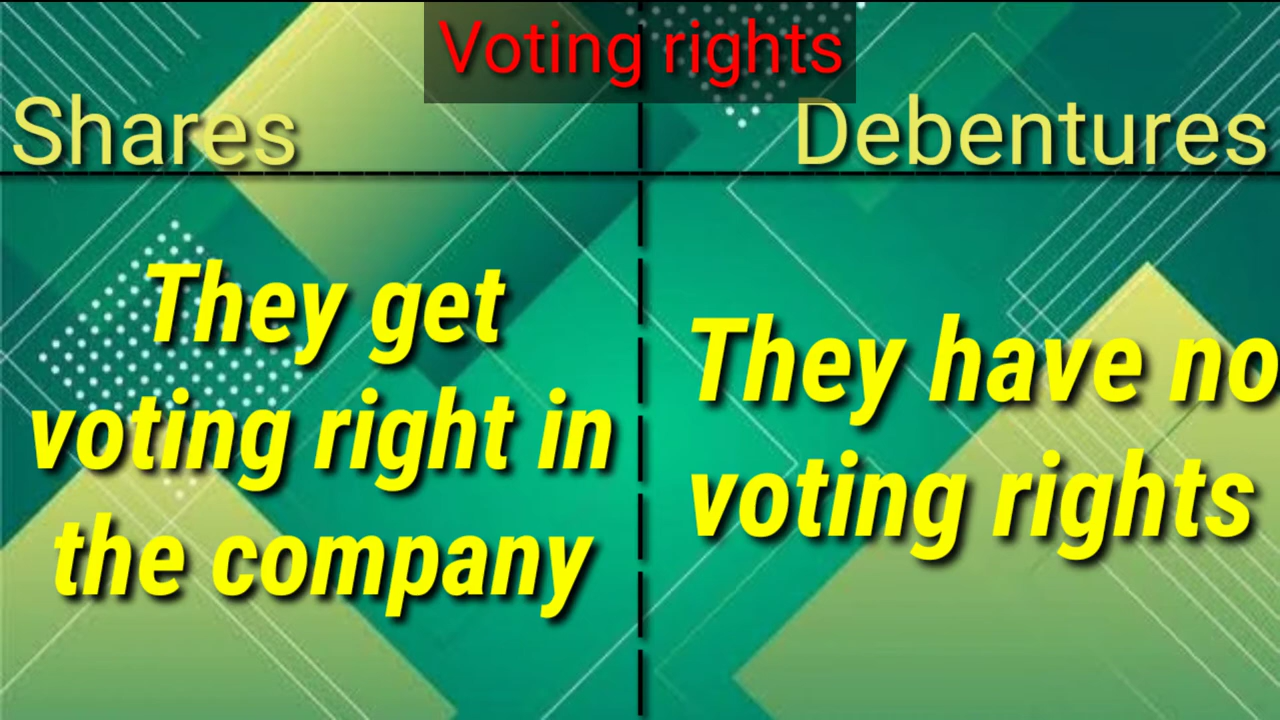 Voting rights
Shares
Debentures
They get
voting right in
the company
They have no
voting rights